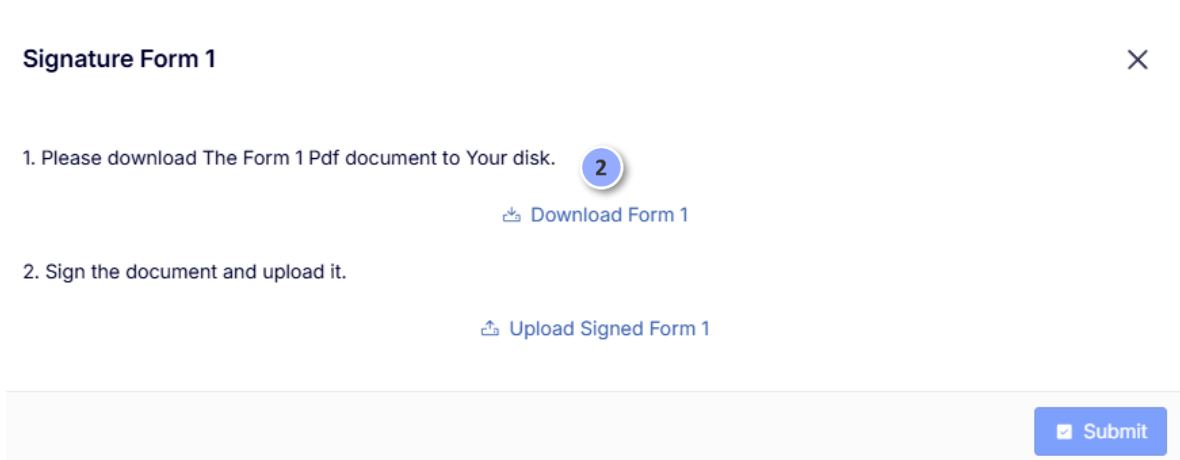 Signature Form 1
1. Please download The Form 1 Pdf document to Your disk.
2
Download Form 1
2. Sign the document and upload it.
Upload Signed Form 1
Submit